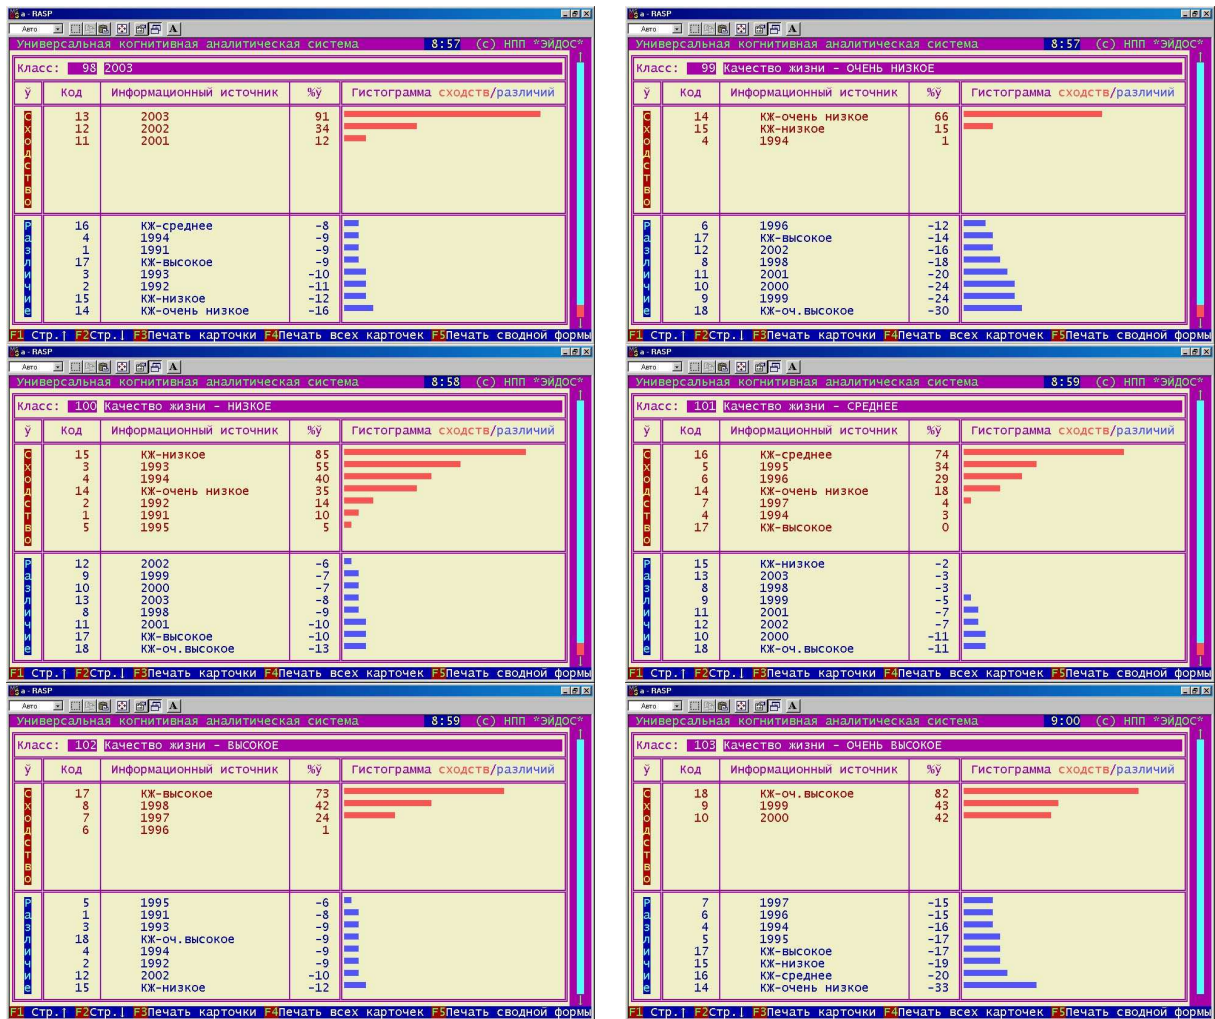 a - RASP
Авто
A
Универсальная когнитивная аналитическая система 8:57 (c) НПП *ЭЙДОС*
Класс: 98 2003
ÿ Код Информационный источник %ÿ Гистограмма сходств/различий
Сходство
13 2003 91
12 2002 34
11 2001 12
Различие
16 КЖ-среднее -8
4 1994 -9
1 1991 -9
17 КЖ-высокое -9
3 1993 -10
2 1992 -11
15 КЖ-низкое -12
14 КЖ-очень низкое -16
F1 Стр.↑ F2Стр.↓ F3Печать карточки F4Печать всех карточек F5Печать сводной формы
a - RASP
Авто
A
Универсальная когнитивная аналитическая система 8:57 (c) НПП *ЭЙДОС*
Класс: 99 Качество жизни - ОЧЕНЬ НИЗКОЕ
ÿ Код Информационный источник %ÿ Гистограмма сходств/различий
Сходство
14 КЖ-очень низкое 66
15 КЖ-низкое 15
4 1994 1
Различие
6 1996 -12
17 КЖ-высокое -14
12 2002 -16
8 1998 -18
11 2001 -20
10 2000 -24
9 1999 -24
18 КЖ-оч.высокое -30
F1 Стр.↑ F2Стр.↓ F3Печать карточки F4Печать всех карточек F5Печать сводной формы
a - RASP
Авто
A
Универсальная когнитивная аналитическая система 8:58 (c) НПП *ЭЙДОС*
Класс: 100 Качество жизни - НИЗКОЕ
ÿ Код Информационный источник %ÿ Гистограмма сходств/различий
Сходство
15 КЖ-низкое 85
3 1993 55
4 1994 40
14 КЖ-очень низкое 35
2 1992 14
1 1991 10
5 1995 5
Различие
12 2002 -6
9 1999 -7
10 2000 -7
13 2003 -8
8 1998 -9
11 2001 -10
17 КЖ-высокое -10
18 КЖ-оч.высокое -13
F1 Стр.↑ F2Стр.↓ F3Печать карточки F4Печать всех карточек F5Печать сводной формы
a - RASP
Авто
A
Универсальная когнитивная аналитическая система 8:59 (c) НПП *ЭЙДОС*
Класс: 101 Качество жизни - СРЕДНЕЕ
ÿ Код Информационный источник %ÿ Гистограмма сходств/различий
Сходство
16 КЖ-среднее 74
5 1995 34
6 1996 29
14 КЖ-очень низкое 18
7 1997 4
4 1994 3
17 КЖ-высокое 0
Различие
15 КЖ-низкое -2
13 2003 -3
8 1998 -3
9 1999 -5
11 2001 -7
12 2002 -7
10 2000 -11
18 КЖ-оч.высокое -11
F1 Стр.↑ F2Стр.↓ F3Печать карточки F4Печать всех карточек F5Печать сводной формы
a - RASP
Авто
A
Универсальная когнитивная аналитическая система 8:59 (c) НПП *ЭЙДОС*
Класс: 102 Качество жизни - ВЫСОКОЕ
ÿ Код Информационный источник %ÿ Гистограмма сходств/различий
Сходство
17 КЖ-высокое 73
8 1998 42
7 1997 24
6 1996 1
Различие
5 1995 -6
1 1991 -8
3 1993 -9
18 КЖ-оч.высокое -9
4 1994 -9
2 1992 -9
12 2002 -10
15 КЖ-низкое -12
F1 Стр.↑ F2Стр.↓ F3Печать карточки F4Печать всех карточек F5Печать сводной формы
a - RASP
Авто
A
Универсальная когнитивная аналитическая система 9:00 (c) НПП *ЭЙДОС*
Класс: 103 Качество жизни - ОЧЕНЬ ВЫСОКОЕ
ÿ Код Информационный источник %ÿ Гистограмма сходств/различий
Сходство
18 КЖ-оч.высокое 82
9 1999 43
10 2000 42
Различие
7 1997 -15
6 1996 -15
4 1994 -16
5 1995 -17
17 КЖ-высокое -17
15 КЖ-низкое -19
16 КЖ-среднее -20
14 КЖ-очень низкое -33
F1 Стр.↑ F2Стр.↓ F3Печать карточки F4Печать всех карточек F5Печать сводной формы